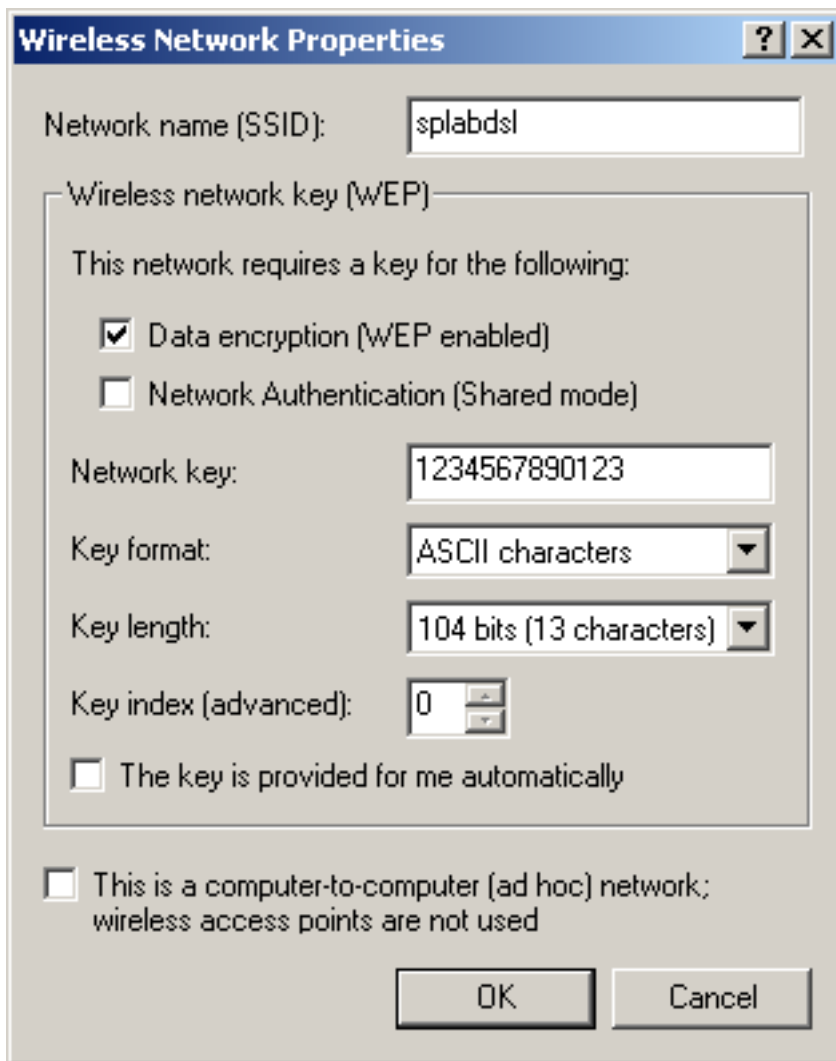 Wireless Network Properties
Network name (SSID): splabdsl
Wireless network key (WEP)
This network requires a key for the following:
Data encryption (WEP enabled)
Network Authentication (Shared mode)
Network key: 1234567890123
Key format: ASCII characters
Key length: 104 bits (13 characters)
Key index (advanced): 0
The key is provided for me automatically
This is a computer-to-computer (ad hoc) network;
wireless access points are not used
OK Cancel